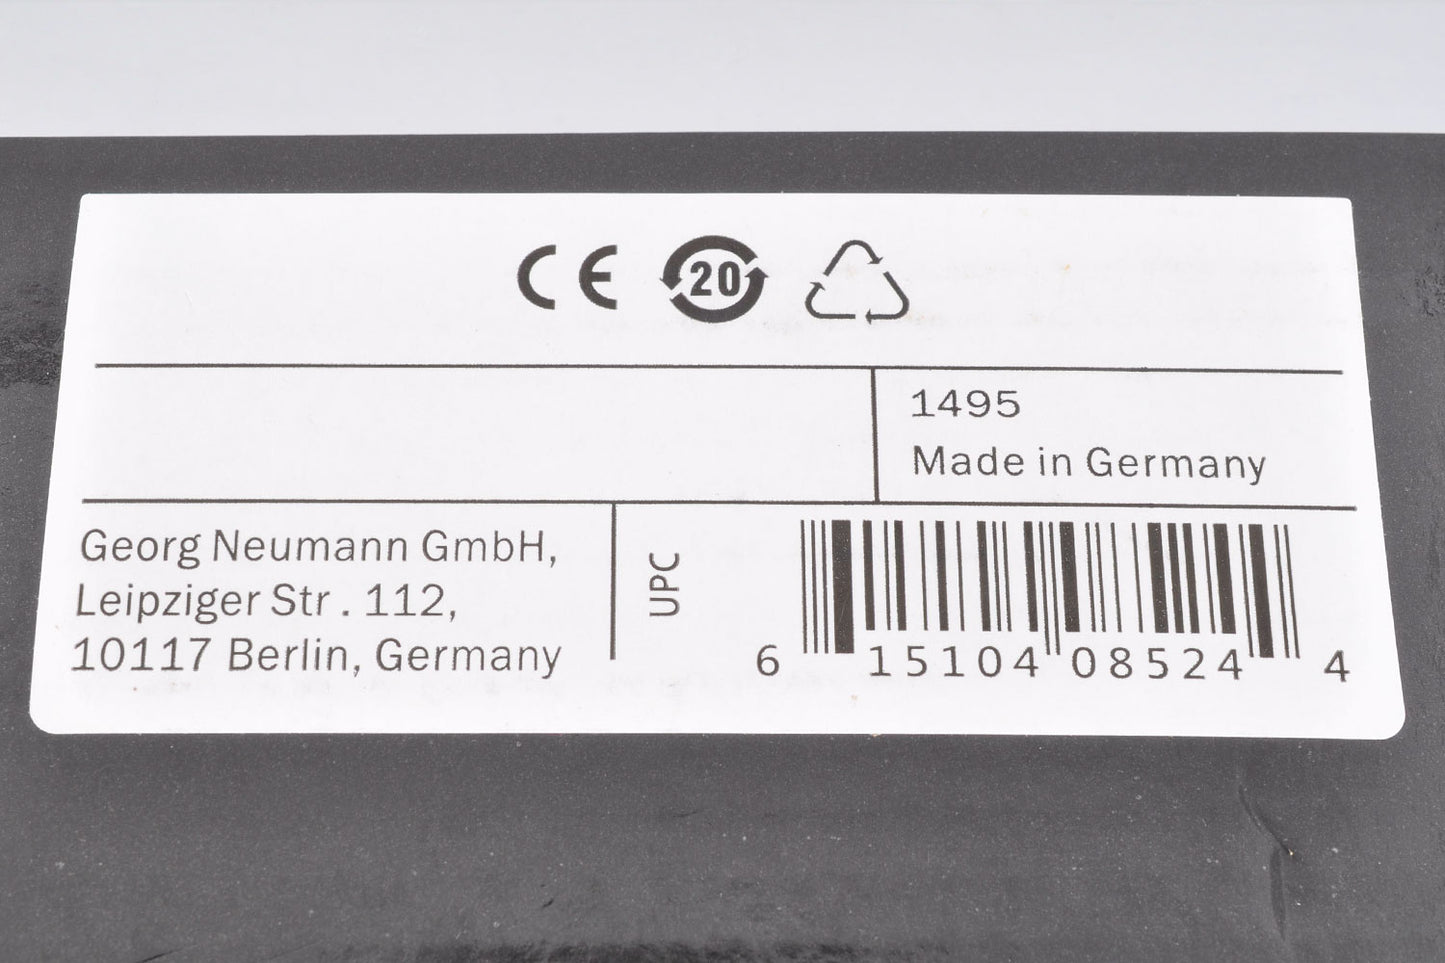 CE 20
1495
Made in Germany
Georg Neumann GmbH,
Leipziger Str . 112,
10117 Berlin, Germany
UPC
6 15104 08524 4